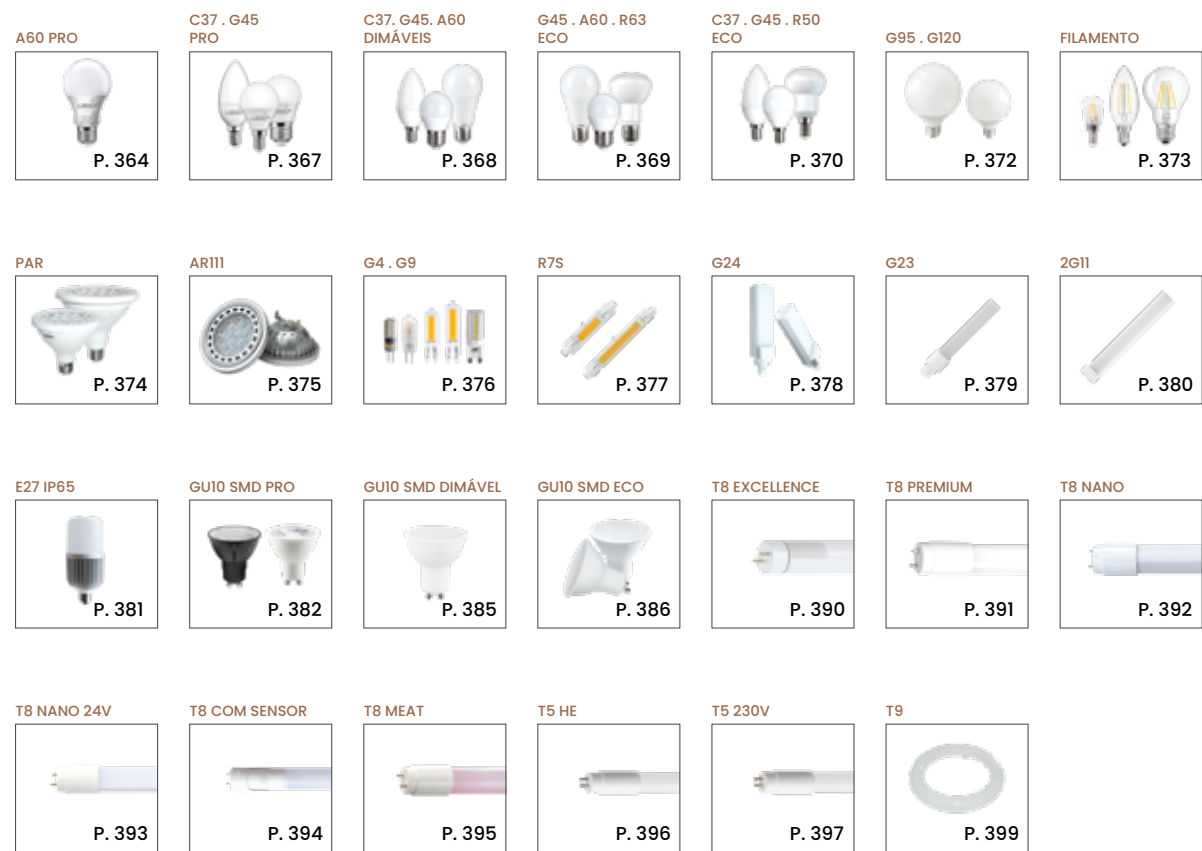 A60 PRO
P. 364
C37 . G45
PRO
P. 367
C37. G45. A60
DIMÁVEIS
P. 368
G45 . A60 . R63
ECO
P. 369
C37 . G45 . R50
ECO
P. 370
G95 . G120
P. 372
FILAMENTO
P. 373
PAR
P. 374
AR111
P. 375
G4 . G9
P. 376
R7S
P. 377
G24
P. 378
G23
P. 379
2G11
P. 380
E27 IP65
P. 381
GU10 SMD PRO
P. 382
GU10 SMD DIMÁVEL
P. 385
GU10 SMD ECO
P. 386
T8 EXCELLENCE
P. 390
T8 PREMIUM
P. 391
T8 NANO
P. 392
T8 NANO 24V
P. 393
T8 COM SENSOR
P. 394
T8 MEAT
P. 395
T5 HE
P. 396
T5 230V
P. 397
T9
P. 399